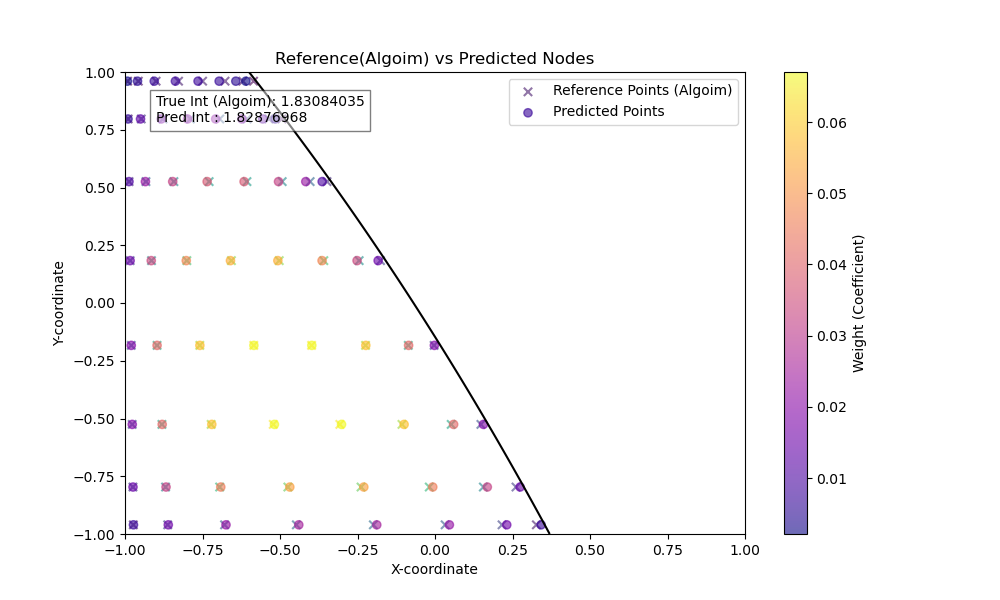 Reference(Algoim) vs Predicted Nodes
True Int (Algoim): 1.83084035
Pred Int : 1.82876968
Reference Points (Algoim)
Predicted Points
Y-coordinate
1.00
0.75
0.50
0.25
0.00
−0.25
−0.50
−0.75
−1.00
−1.00 −0.75 −0.50 −0.25 0.00 0.25 0.50 0.75 1.00
X-coordinate
0.06
0.05
0.04
0.03
0.02
0.01
Weight (Coefficient)